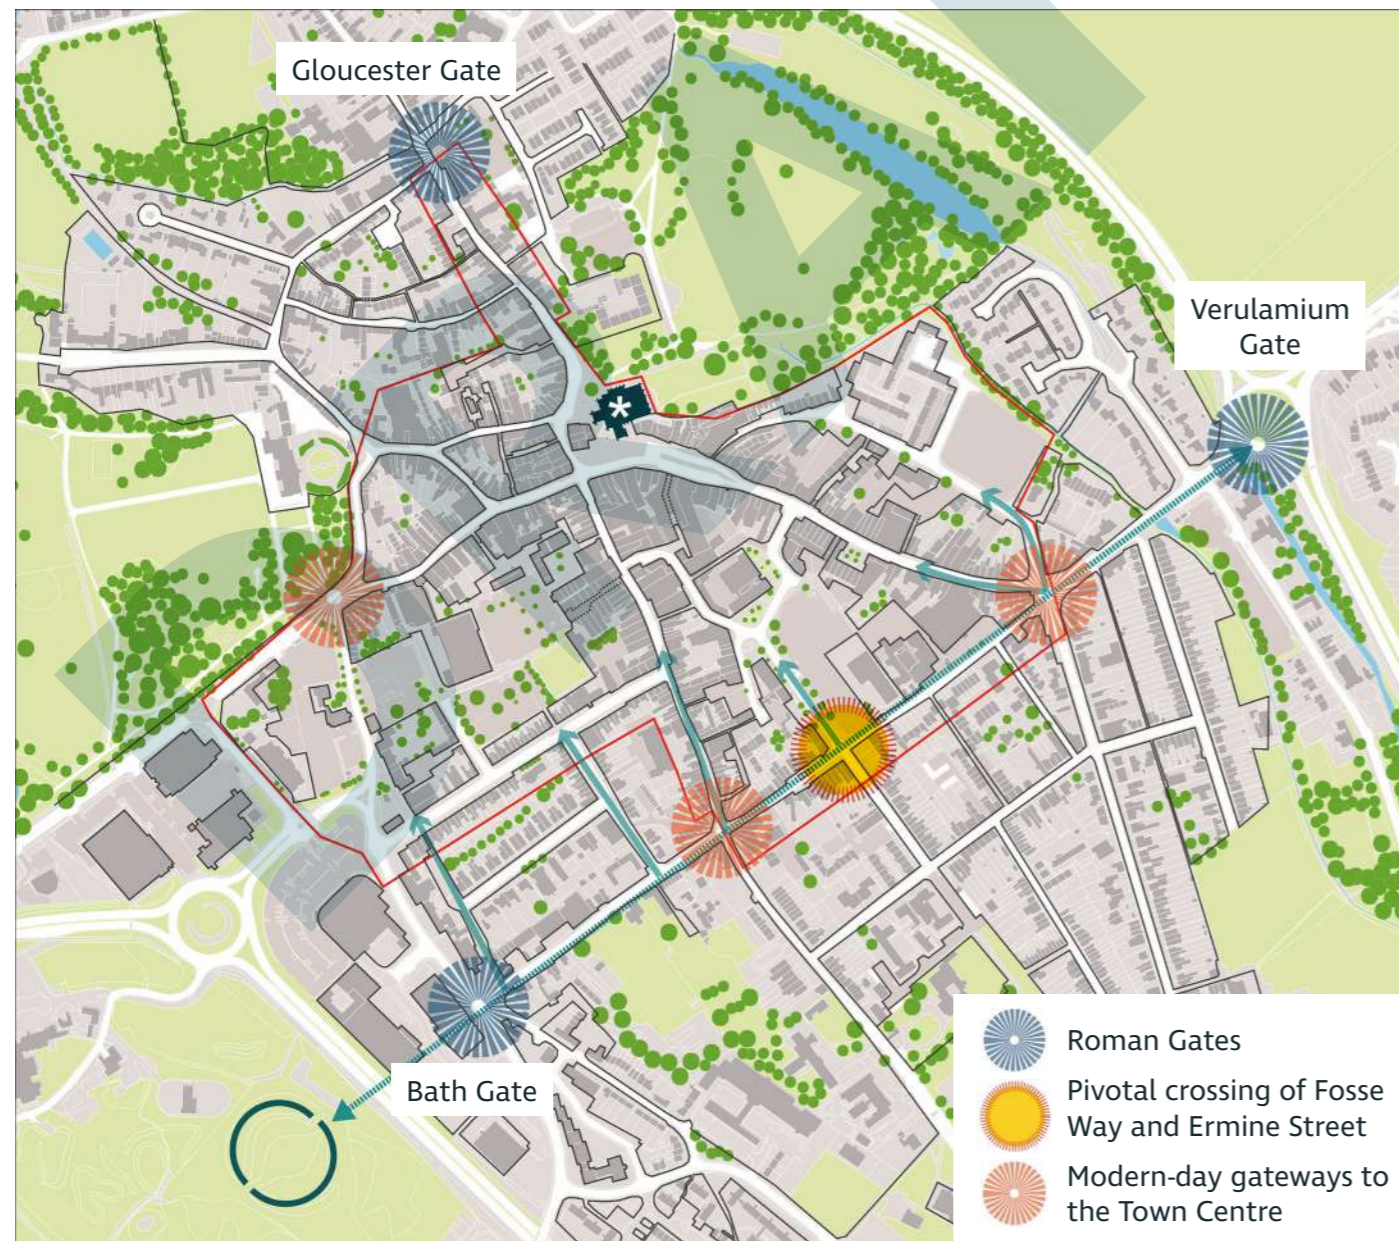 Gloucester Gate
Verulamium
Gate
Bath Gate
Roman Gates
Pivotal crossing of Fosse
Way and Ermine Street
Modern-day gateways to
the Town Centre